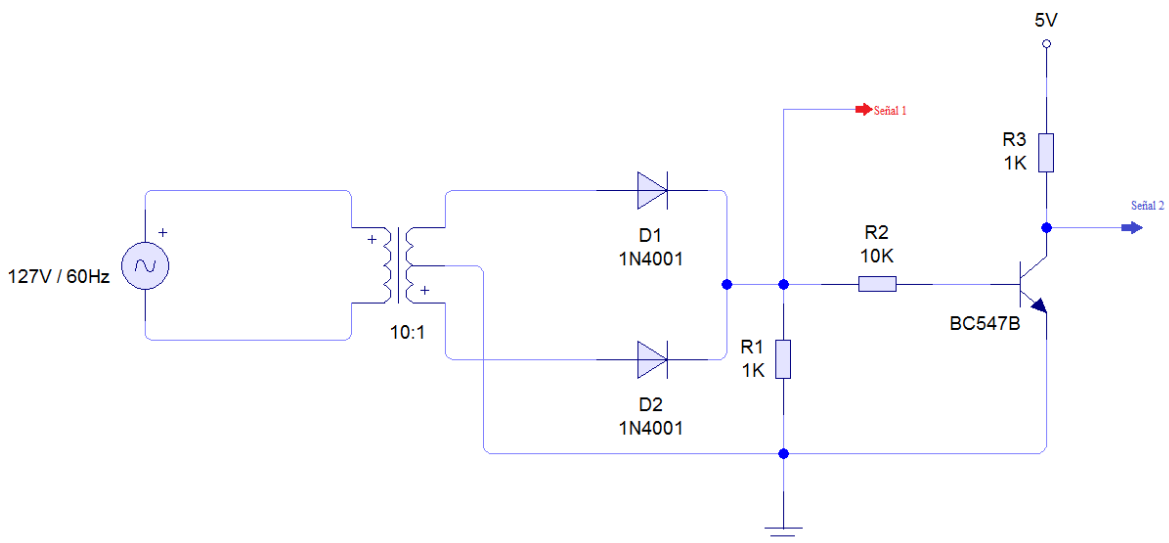 5V
Señal 1
R3
1K
Señal 2
D1
1N4001
R2
10K
127V / 60Hz
BC547B
10:1
R1
1K
D2
1N4001
+
+
+